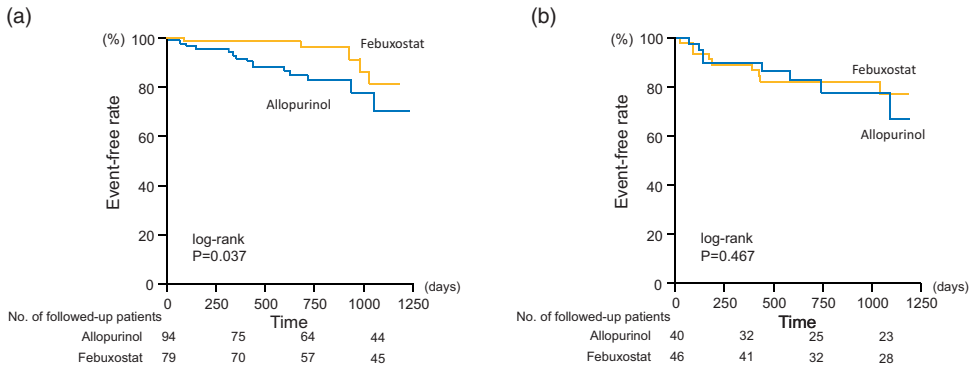 (a)
(%)
100
80
60
40
20
0
Event-free rate
Febuxostat
Allopurinol
log-rank
P=0.037
0 250 500 750 1000 1250
(days)
Time
No. of followed-up patients
Allopurinol 94 75 64 44
Febuxostat 79 70 57 45
(b)
(%)
100
80
60
40
20
0
Event-free rate
Febuxostat
Allopurinol
log-rank
P=0.467
0 250 500 750 1000 1250
(days)
Time
No. of followed-up patients
Allopurinol 40 32 25 23
Febuxostat 46 41 32 28